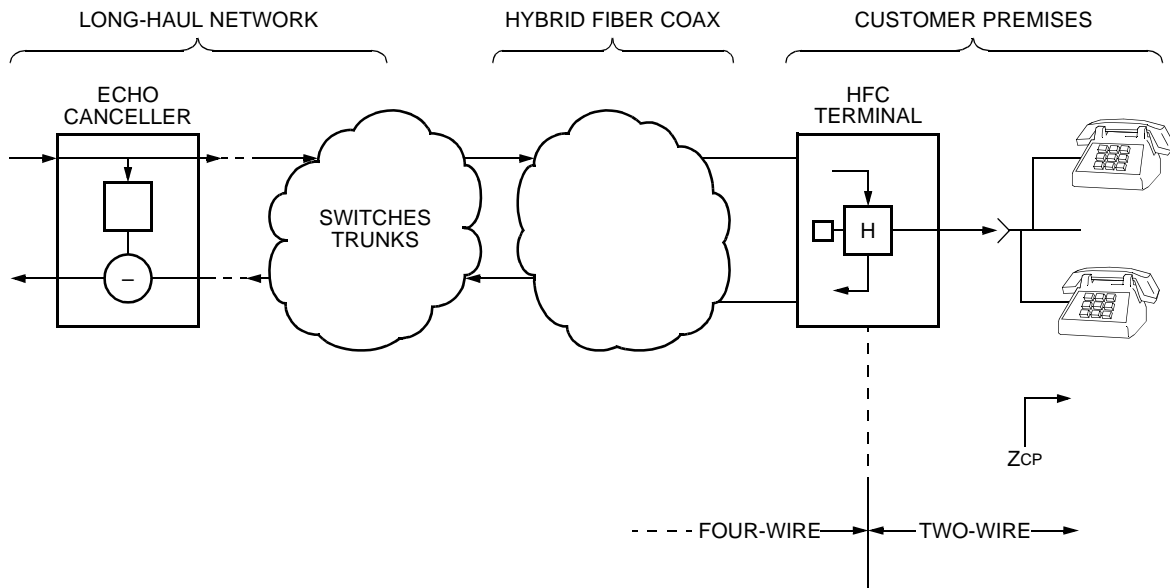 LONG-HAUL NETWORK
HYBRID FIBER COAX
CUSTOMER PREMISES
ECHO
CANCELLER
HFC
TERMINAL
SWITCHES
TRUNKS
H
–
ZCP
FOUR-WIRE
TWO-WIRE